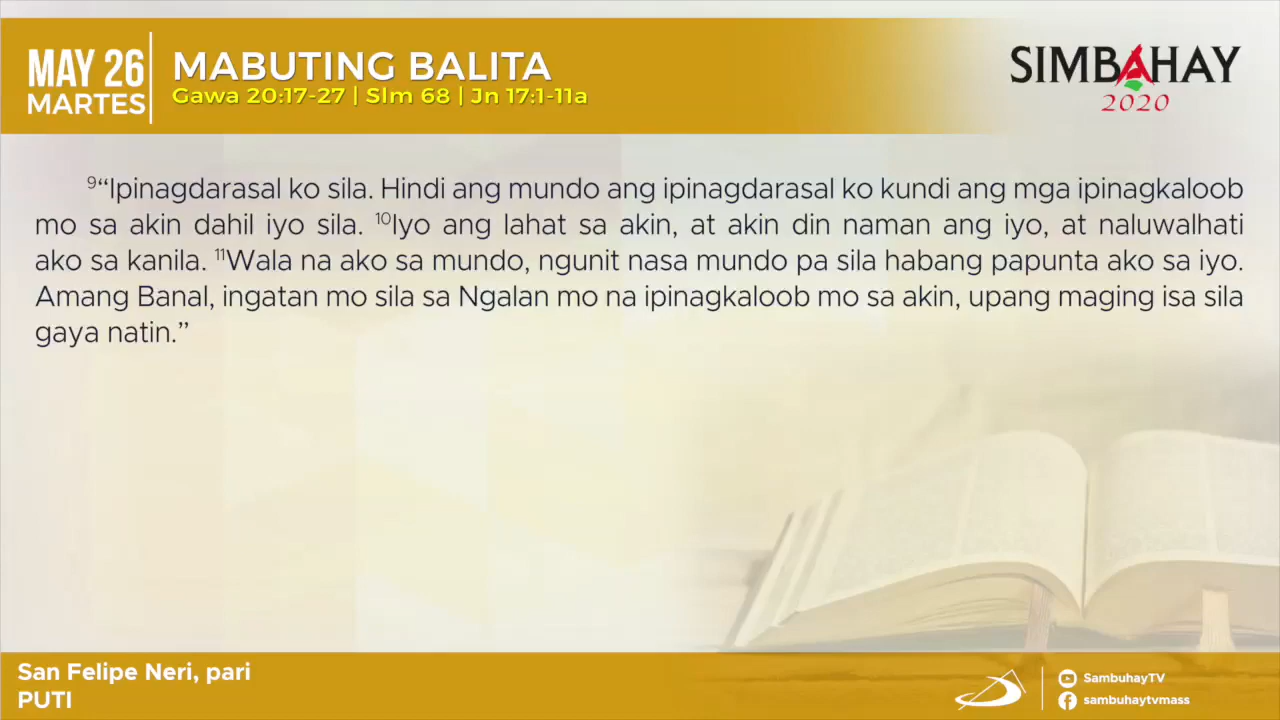 MAY 26
MARTES
MABUTING BALITA
Gawa 20:17-27 | Slm 68 | Jn 17:1-11a
SIMBAHAY
2020
⁹“Ipinagdarasal ko sila. Hindi ang mundo ang ipinagdarasal ko kundi ang mga ipinagkaloob
mo sa akin dahil iyo sila. ¹⁰Iyo ang lahat sa akin, at akin din naman ang iyo, at naluwalhati
ako sa kanila. ¹¹Wala na ako sa mundo, ngunit nasa mundo pa sila habang papunta ako sa iyo.
Amang Banal, ingatan mo sila sa Ngalan mo na ipinagkaloob mo sa akin, upang maging isa sila
gaya natin.”
San Felipe Neri, pari
PUTI
SambuhayTV
sambuhaytvmass